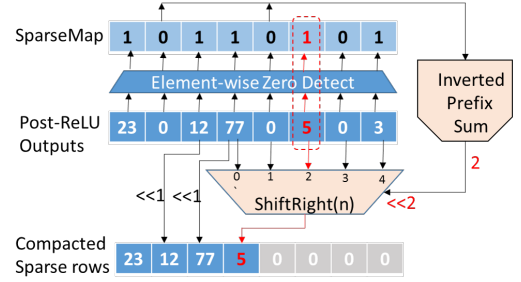 SparseMap
1 0 1 1 0 1 0 1
Element-wise Zero Detect
Inverted
Prefix
Sum
Post-ReLU
Outputs
23 0 12 77 0 5 0 3
2
0 1 2 3 4
<<1 <<1
ShiftRight(n)
<<2
Compacted
Sparse rows
23 12 77 5 0 0 0 0